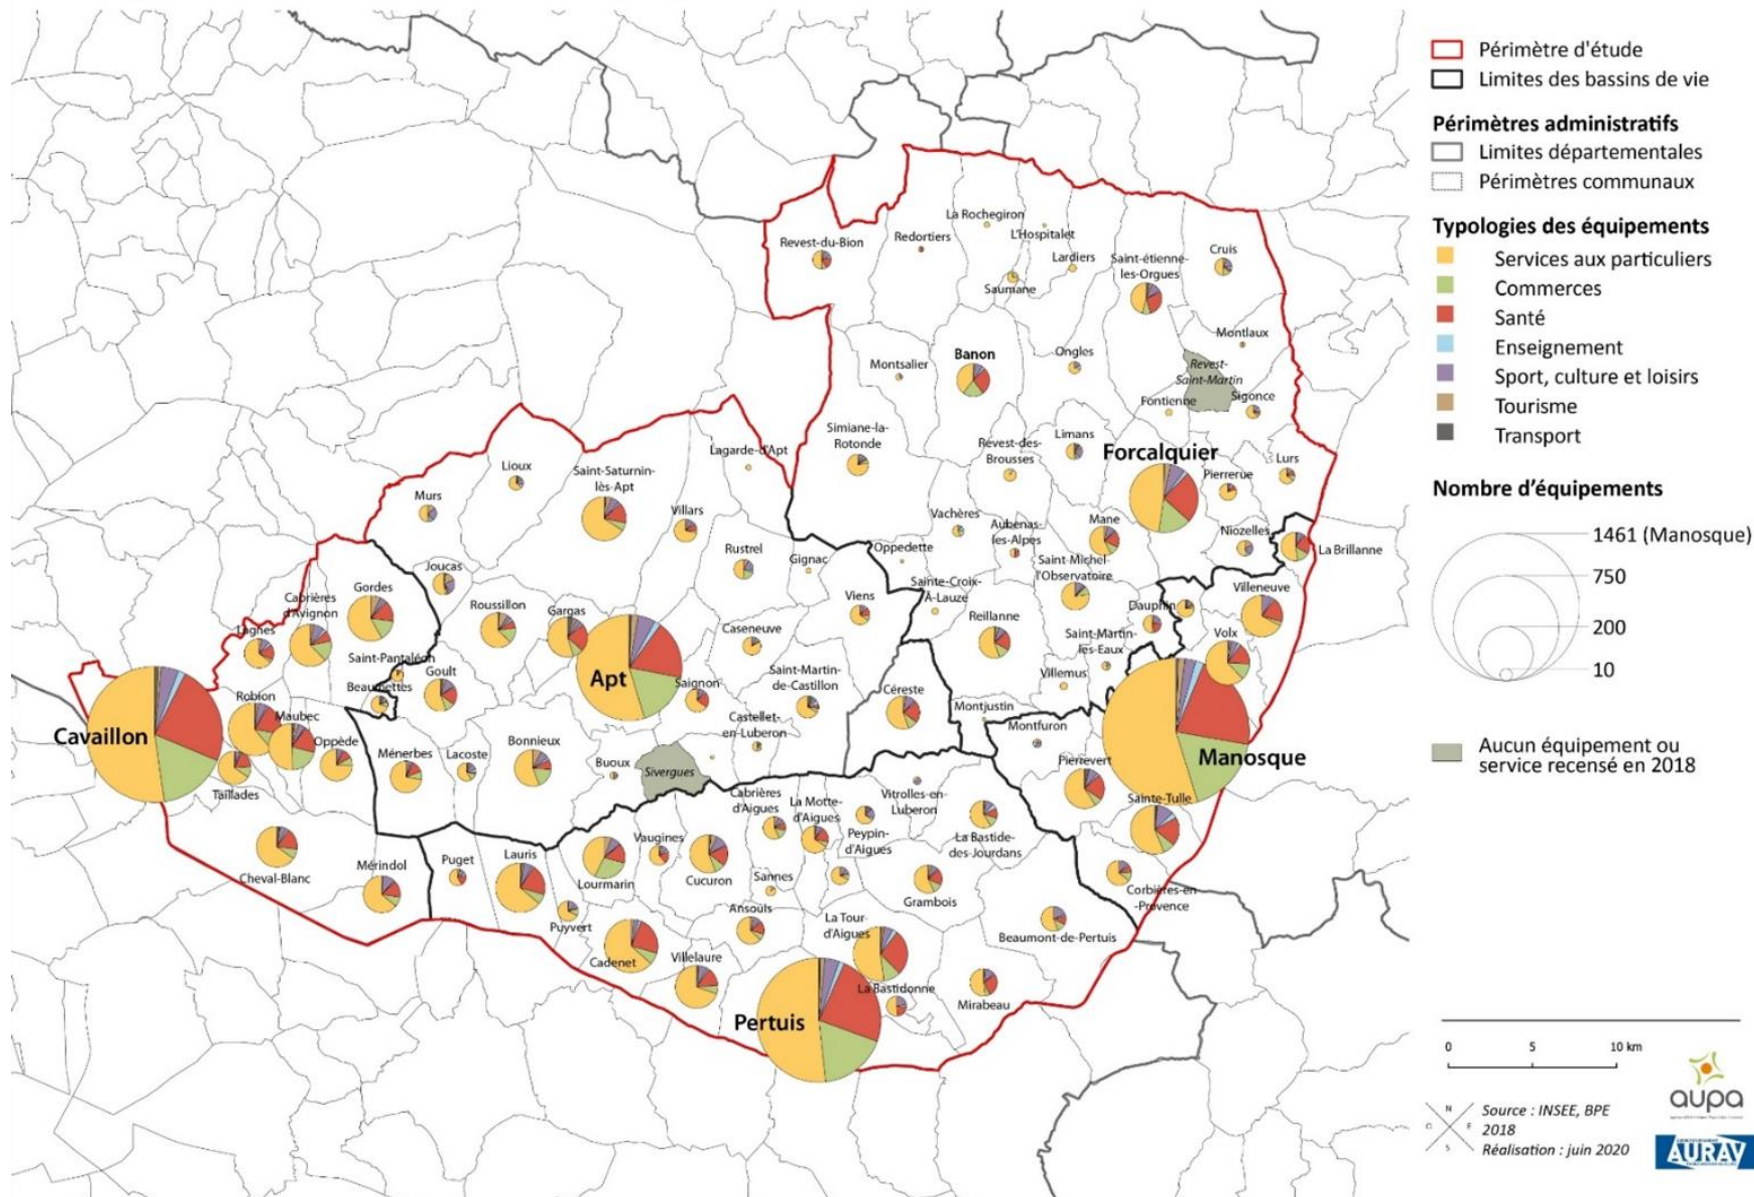 Périmètre d'étude
Limites des bassins de vie
Périmètres administratifs
Limites départementales
Périmètres communaux
Typologies des équipements
Services aux particuliers
Commerces
Santé
Enseignement
Sport, culture et loisirs
Tourisme
Transport
Nombre d'équipements
1461 (Manosque)
750
200
10
Aucun équipement ou
service recensé en 2018
0 5 10 km
N
O E
S
Source : INSEE, BPE
2018
Réalisation : juin 2020
aupa
AURAV
La Rochegiron
Revest-du-Bion
Redortiers
L'Hospitalet
Lardiers
Saint-étienne-
les-Orgues
Cruis
Saumane
Montlaux
Banon
Ongles
Montsalier
Revest-
Saint-Martin
Fontienne
Sigonce
Simiane-la-
Rotonde
Revest-des-
Brousses
Limans
Forcalquier
Lurs
Pierrerue
Lagarde-d'Apt
Lioux
Saint-Saturnin-
lès-Apt
Murs
Villars
Vachères
Aubenas-
les-Alpes
Mane
Niozelles
La Brillanne
Rustrel
Gignac
Oppedette
Saint-Michel-
l'Observatoire
Joucas
Gordes
Cabrières
d'Avignon
Roussillon
Gargas
Viens
Sainte-Croix-
À-Lauze
Reillanne
Dauphin
Villeneuve
Lagnes
Caseneuve
Saint-Martin-
les-Eaux
Volx
Saint-Pantaléon
Goult
Beaumettes
Apt
Saignon
Saint-Martin-
de-Castillon
Villemus
Céreste
Montjustin
Robion
Maubec
Cavaillon
Oppède
Ménerbes
Lacoste
Bonnieux
Castellet-
en-Luberon
Buoux
Sivergues
Montfuron
Manosque
Pierrevert
Taillades
Sainte-Tulle
Cabrières
d'Aigues
La Motte-
d'Aigues
Vitrolles-en-
Luberon
Peypin-
d'Aigues
La Bastide-
des-Jourdans
Cheval-Blanc
Mérindol
Puget
Lauris
Lourmarin
Vaugines
Cucuron
Sannes
Grambois
Corbières-en-
-Provence
Puyvert
Ansouis
La Tour-
d'Aigues
Beaumont-de-Pertuis
Cadenet
Villelaure
La Bastidonne
Mirabeau
Pertuis